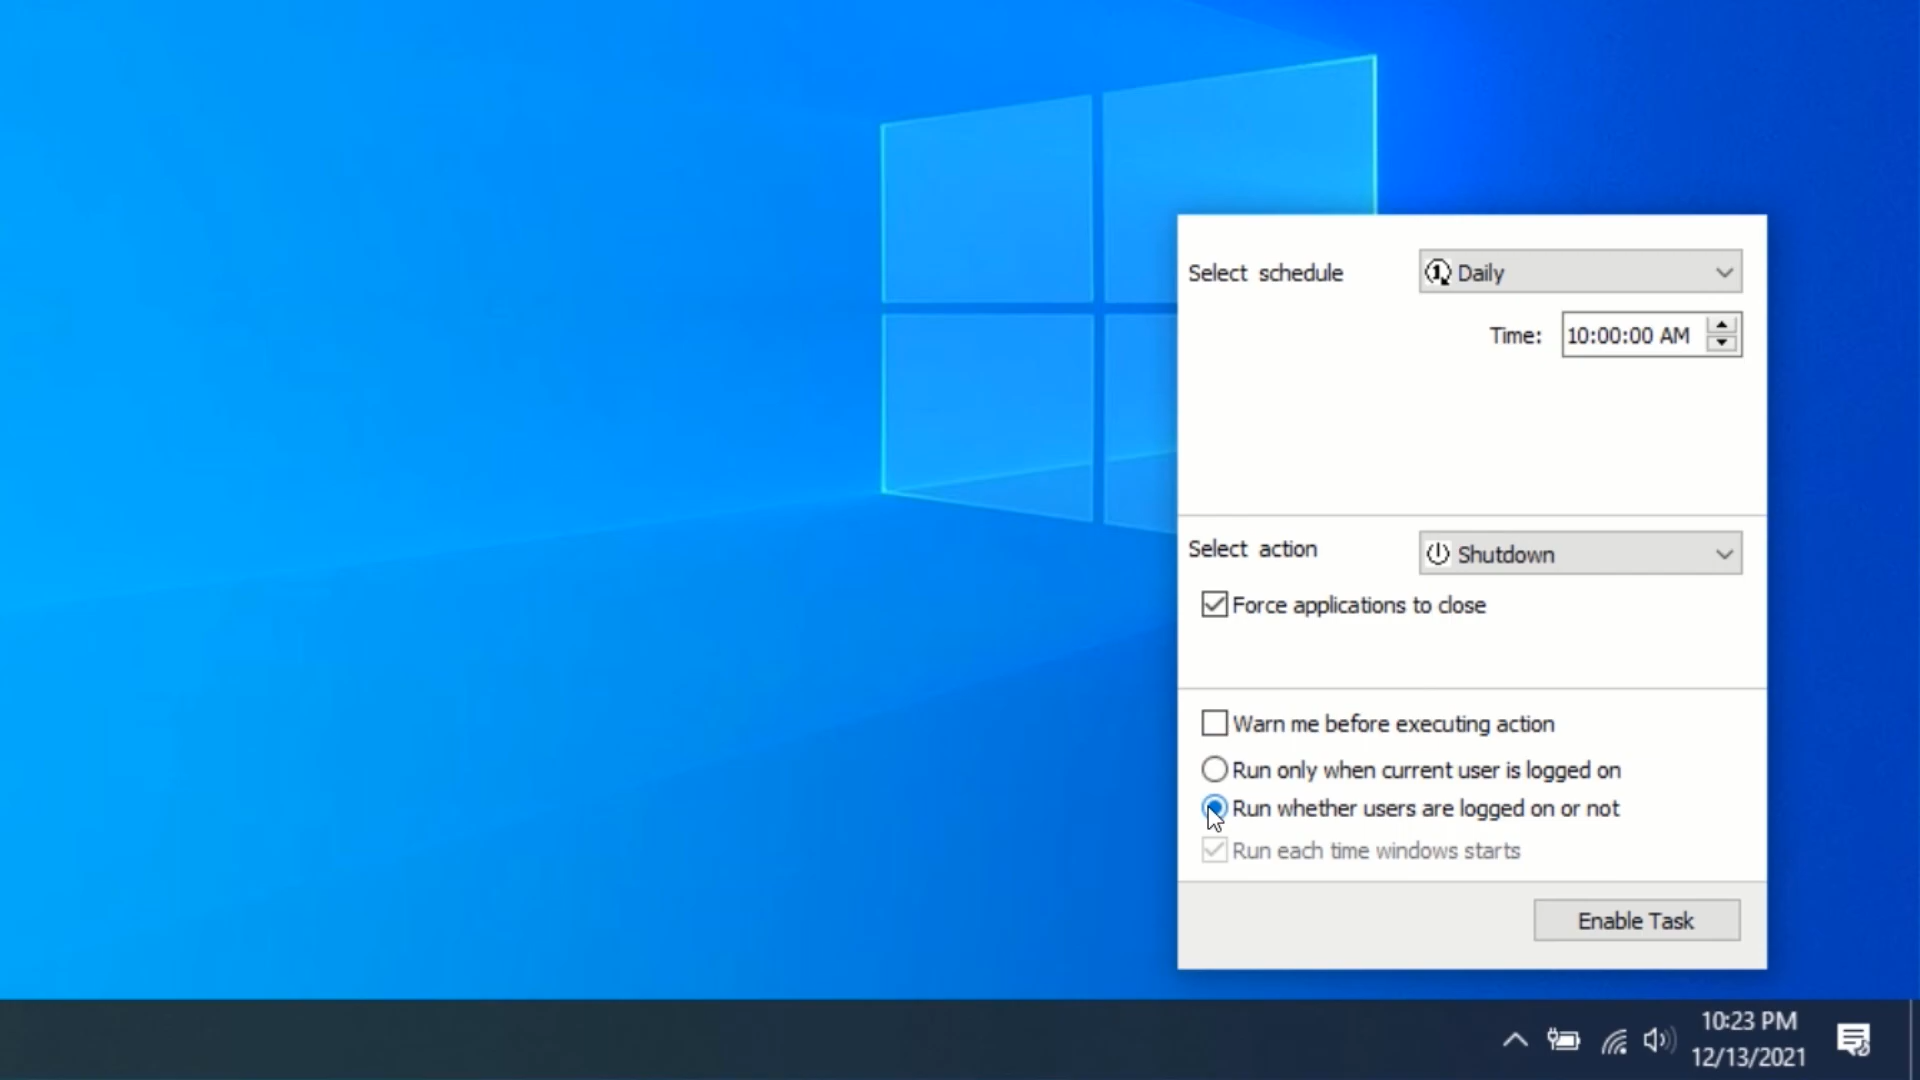 Select schedule
Daily
Time:
10:00:00 AM
Select action
Shutdown
Force applications to close
Warn me before executing action
Run only when current user is logged on
Run whether users are logged on or not
Run each time windows starts
Enable Task
10:23 PM
12/13/2021